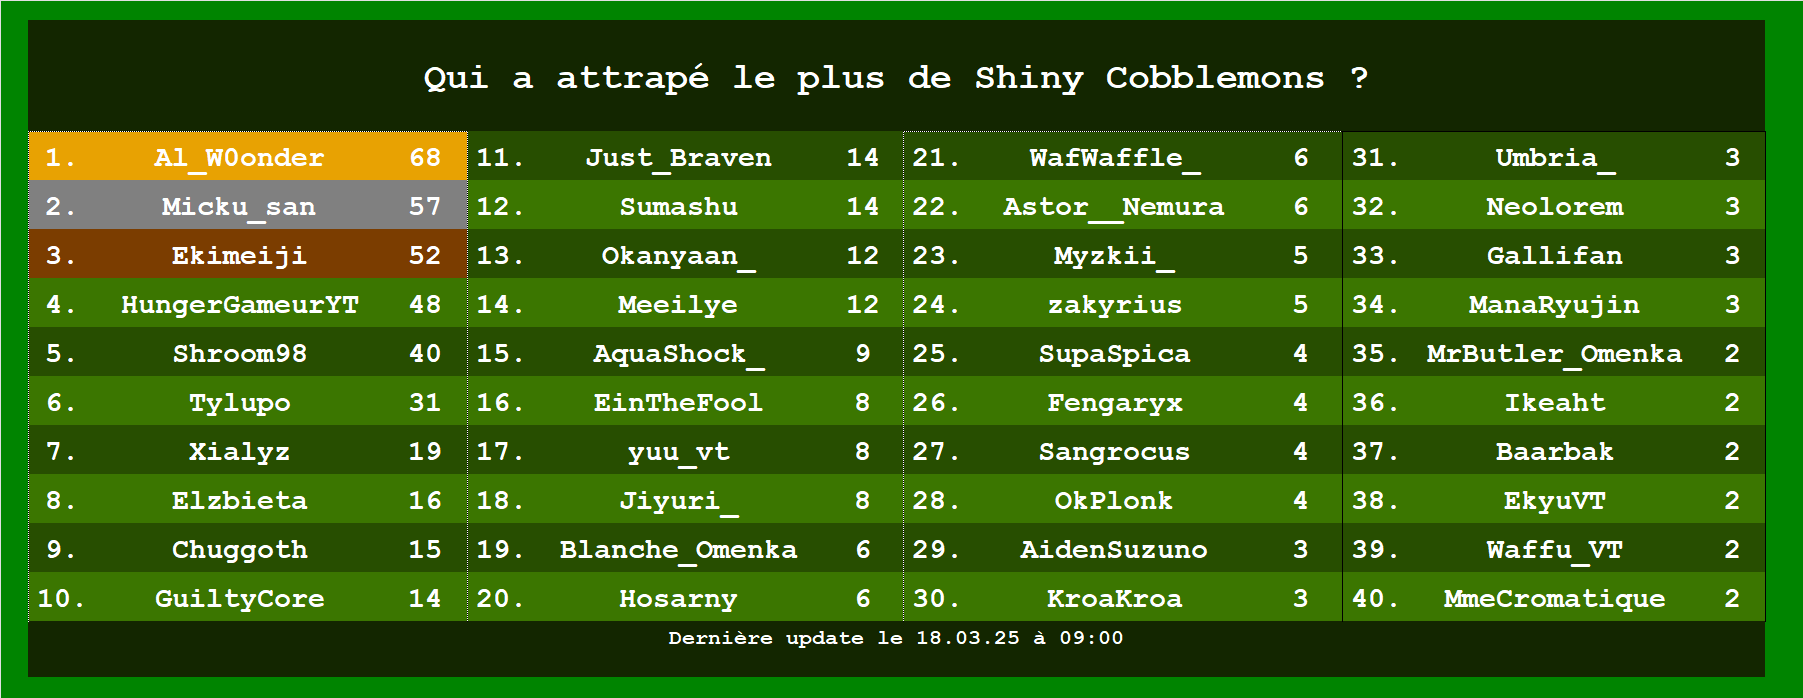 Qui a attrapé le plus de Shiny Cobblemons ?
1. Al_W0onder 68
2. Micku_san 57
3. Ekimeiji 52
4. HungerGameurYT 48
5. Shroom98 40
6. Tylupo 31
7. Xialyz 19
8. Elzbieta 16
9. Chuggoth 15
10. GuiltyCore 14
11. Just_Braven 14
12. Sumashu 14
13. Okanyaan_ 12
14. Meeilye 12
15. AquaShock_ 9
16. EinTheFool 8
17. yuu_vt 8
18. Jiyuri_ 8
19. Blanche_Omenka 6
20. Hosarny 6
21. WafWaffle_ 6
22. Astor__Nemura 6
23. Myzkii_ 5
24. zakyrius 5
25. SupaSpica 4
26. Fengaryx 4
27. Sangrocus 4
28. OkPlonk 4
29. AidenSuzuno 3
30. KroaKroa 3
31. Umbria_ 3
32. Neolorem 3
33. Gallifan 3
34. ManaRyujin 3
35. MrButler_Omenka 2
36. Ikeaht 2
37. Baarbak 2
38. EkyuVT 2
39. Waffu_VT 2
40. MmeCromatique 2
Dernière update le 18.03.25 à 09:00